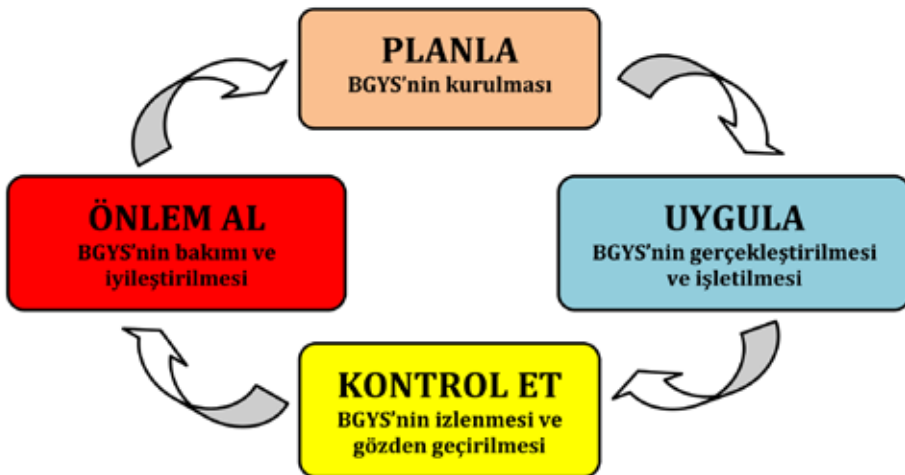 PLANLA
BGYS'nin kurulması
ÖNLEM AL
BGYS'nin bakımı ve
iyileştirilmesi
UYGULA
BGYS'nin gerçekleştirilmesi
ve işletilmesi
KONTROL ET
BGYS'nin izlenmesi ve
gözden geçirilmesi